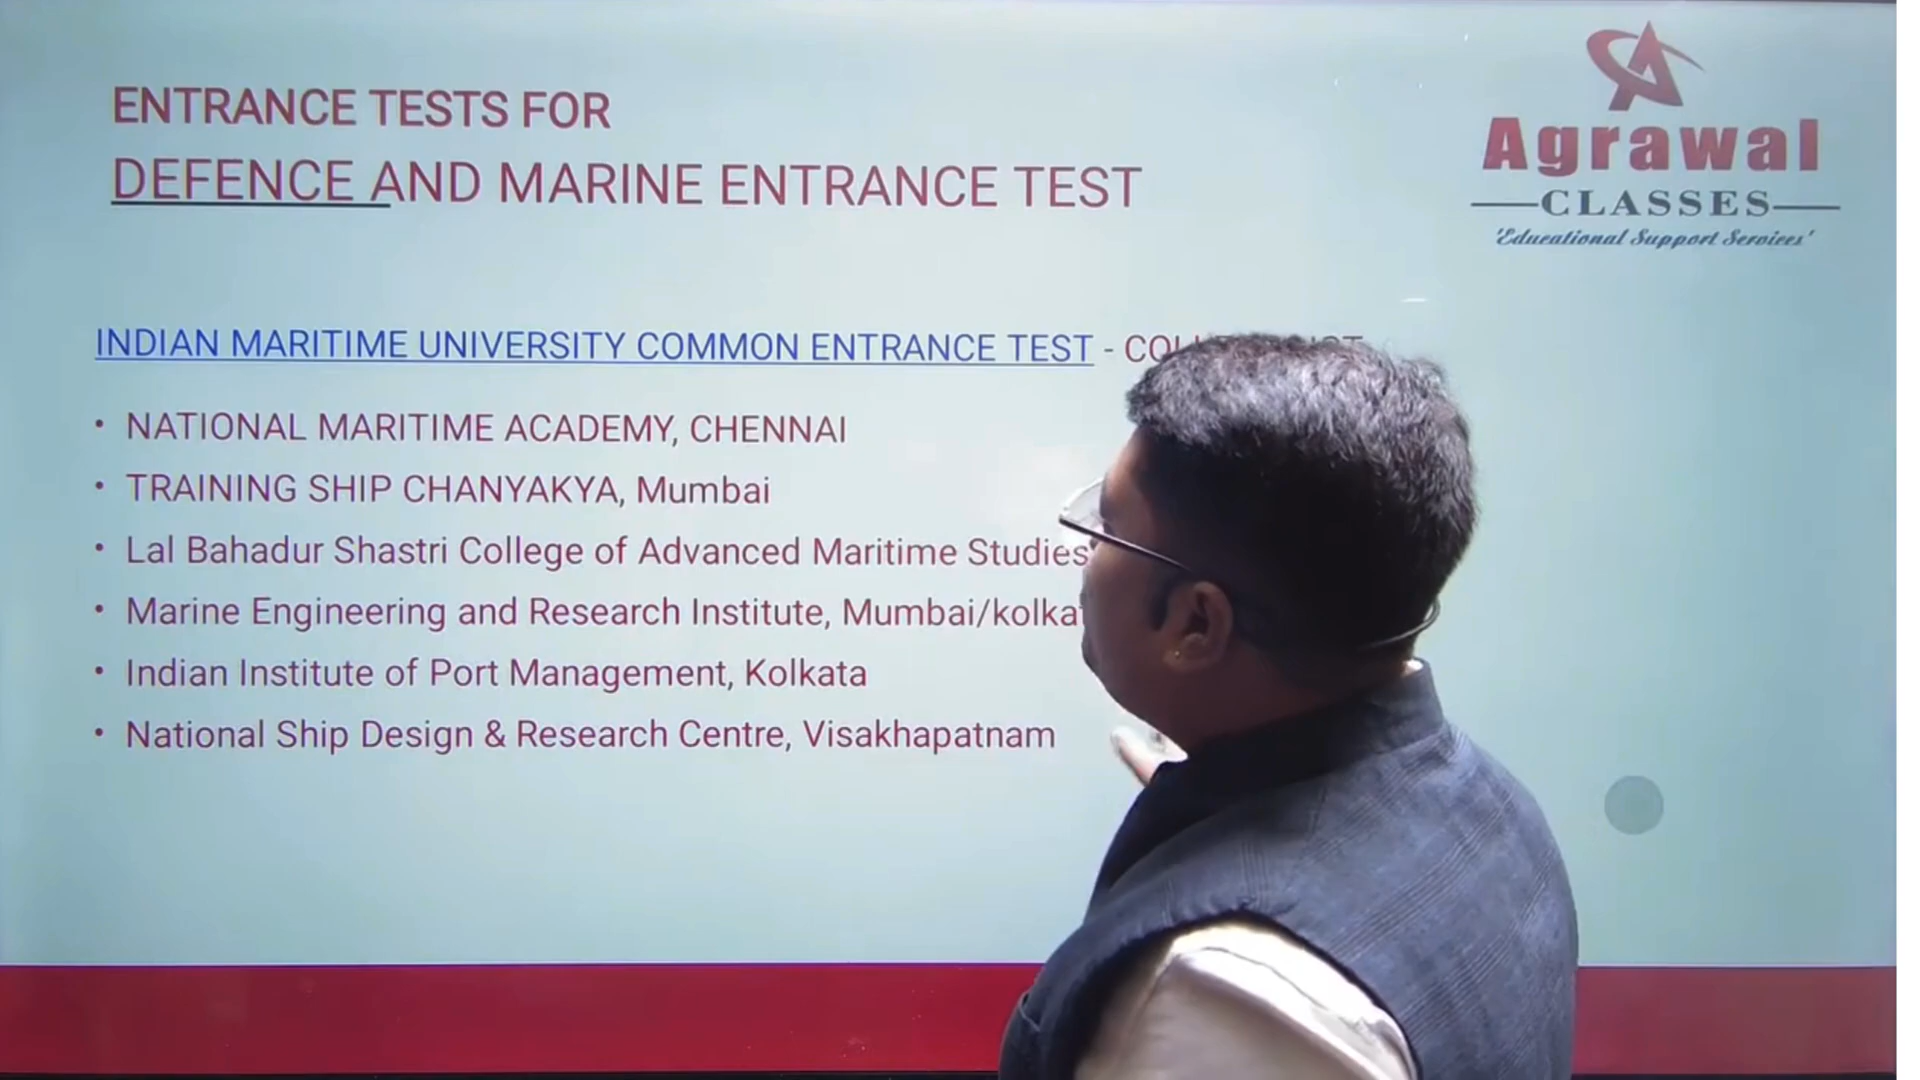 ENTRANCE TESTS FOR
DEFENCE AND MARINE ENTRANCE TEST
Agrawal
CLASSES
'Educational Support Services'
INDIAN MARITIME UNIVERSITY COMMON ENTRANCE TEST -
• NATIONAL MARITIME ACADEMY, CHENNAI
• TRAINING SHIP CHANYAKYA, Mumbai
• Lal Bahadur Shastri College of Advanced Maritime Studies
• Marine Engineering and Research Institute, Mumbai/
• Indian Institute of Port Management, Kolkata
• National Ship Design & Research Centre, Visakhapatnam